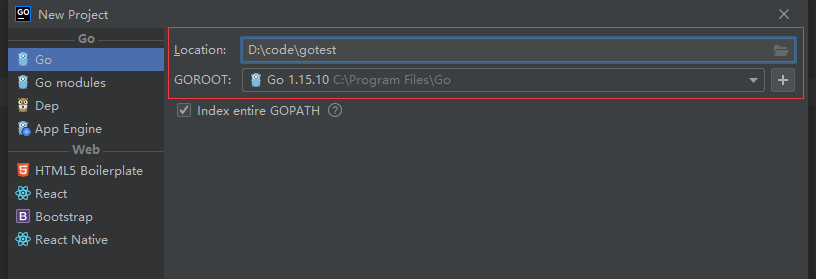 GO New Project
Go
Go
Go modules
Dep
App Engine
Web
HTML5 Boilerplate
React
Bootstrap
React Native
Location: D:\code\gotest
GOROOT: Go 1.15.10 C:\Program Files\Go
Index entire GOPATH ?